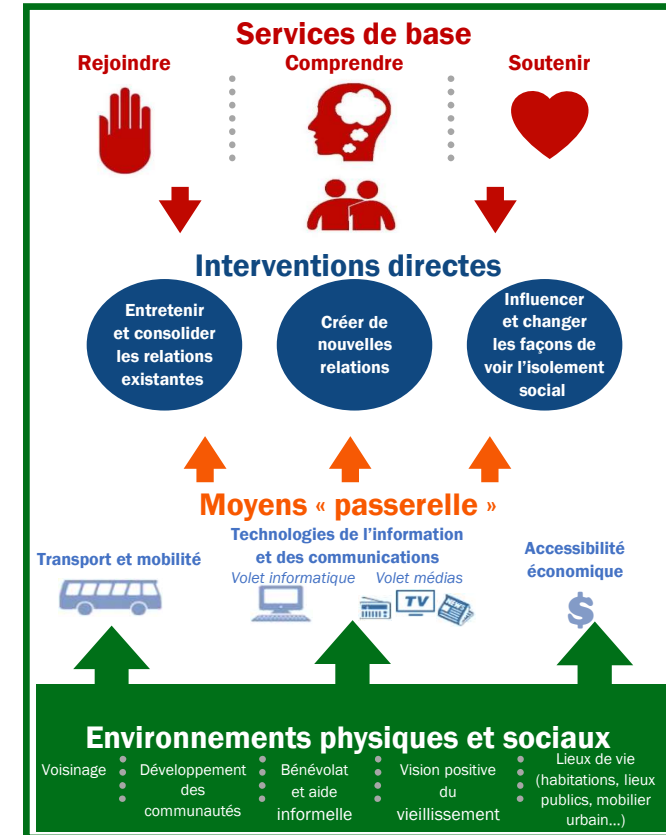 Services de base
Rejoindre
Comprendre
Soutenir
Interventions directes
Entretenir
et consolider
les relations
existantes
Créer de
nouvelles
relations
Influencer
et changer
les façons de
voir l'isolement
social
Moyens « passerelle »
Transport et mobilité
Technologies de l'information
et des communications
Volet informatique
Volet médias
TV
NEWS
Accessibilité
économique
$
Environnements physiques et sociaux
Voisinage
Développement
des
communautés
Bénévolat
et aide
informelle
Vision positive
du
vieillissement
Lieux de vie
(habitations, lieux
publics, mobilier
urbain...)